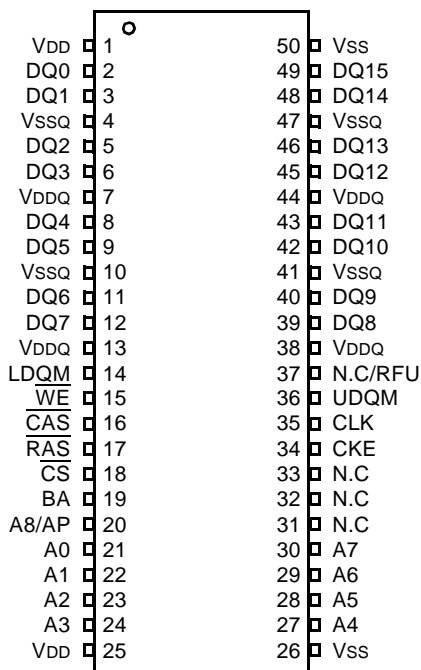 VDD 1 50 VSS
DQ0 2 49 DQ15
DQ1 3 48 DQ14
VSSQ 4 47 VSSQ
DQ2 5 46 DQ13
DQ3 6 45 DQ12
VDDQ 7 44 VDDQ
DQ4 8 43 DQ11
DQ5 9 42 DQ10
VSSQ 10 41 VSSQ
DQ6 11 40 DQ9
DQ7 12 39 DQ8
VDDQ 13 38 VDDQ
LDQM 14 37 N.C/RFU
W̅E̅ 15 36 UDQM
C̅A̅S̅ 16 35 CLK
R̅A̅S̅ 17 34 CKE
C̅S̅ 18 33 N.C
BA 19 32 N.C
A8/AP 20 31 N.C
A0 21 30 A7
A1 22 29 A6
A2 23 28 A5
A3 24 27 A4
VDD 25 26 VSS